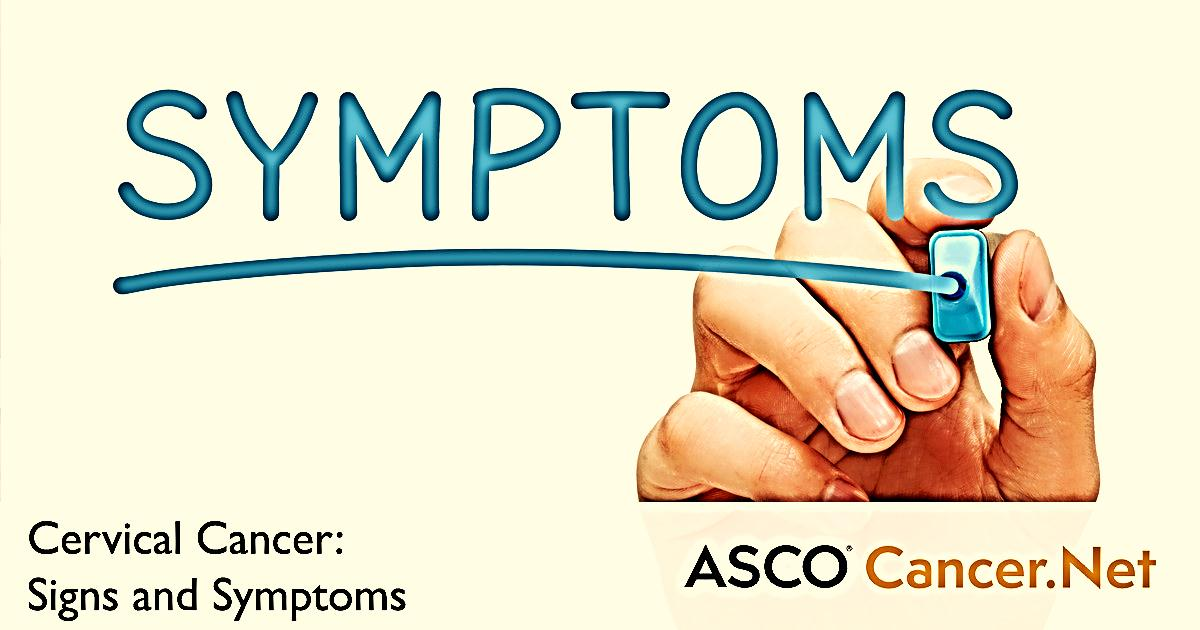 SYMPTOMS
Cervical Cancer:
Signs and Symptoms
ASCO® Cancer.Net